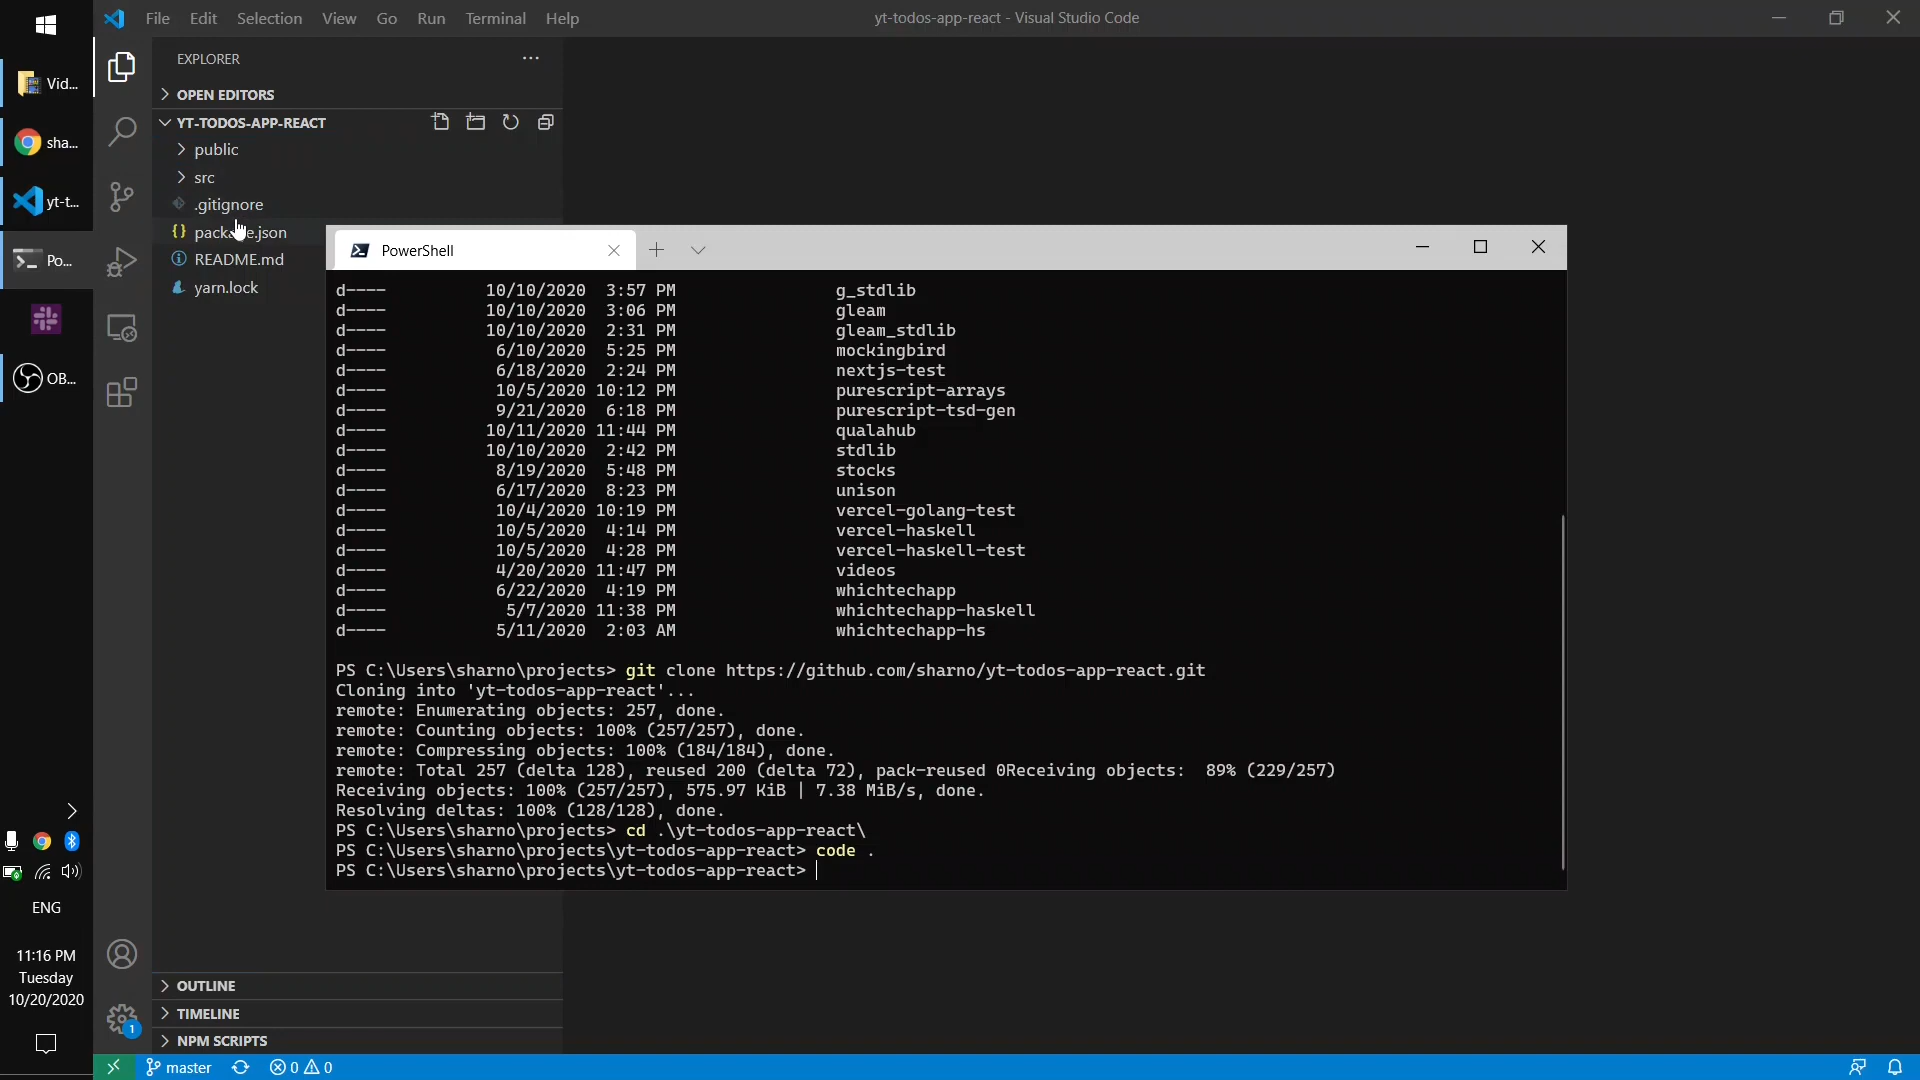 File Edit Selection View Go Run Terminal Help
yt-todos-app-react - Visual Studio Code
Vid...
sha...
yt-t...
Po...
OB...
ENG
11:16 PM
Tuesday
10/20/2020
EXPLORER
OPEN EDITORS
YT-TODOS-APP-REACT
public
src
.gitignore
README.md
yarn.lock
OUTLINE
TIMELINE
NPM SCRIPTS
1
PowerShell
d---- 10/10/2020 3:57 PM g_stdlib
d---- 10/10/2020 3:06 PM gleam
d---- 10/10/2020 2:31 PM gleam_stdlib
d---- 6/10/2020 5:25 PM mockingbird
d---- 6/18/2020 2:24 PM nextjs-test
d---- 10/5/2020 10:12 PM purescript-arrays
d---- 9/21/2020 6:18 PM purescript-tsd-gen
d---- 10/11/2020 11:44 PM qualahub
d---- 10/10/2020 2:42 PM stdlib
d---- 8/19/2020 5:48 PM stocks
d---- 6/17/2020 8:23 PM unison
d---- 10/4/2020 10:19 PM vercel-golang-test
d---- 10/5/2020 4:14 PM vercel-haskell
d---- 10/5/2020 4:28 PM vercel-haskell-test
d---- 4/20/2020 11:47 PM videos
d---- 6/22/2020 4:19 PM whichtechapp
d---- 5/7/2020 11:38 PM whichtechapp-haskell
d---- 5/11/2020 2:03 AM whichtechapp-hs
PS C:\Users\sharno\projects> git clone https://github.com/sharno/yt-todos-app-react.git
Cloning into 'yt-todos-app-react'...
remote: Enumerating objects: 257, done.
remote: Counting objects: 100% (257/257), done.
remote: Compressing objects: 100% (184/184), done.
remote: Total 257 (delta 128), reused 200 (delta 72), pack-reused 0Receiving objects: 89% (229/257)
Receiving objects: 100% (257/257), 575.97 KiB | 7.38 MiB/s, done.
Resolving deltas: 100% (128/128), done.
PS C:\Users\sharno\projects> cd .\yt-todos-app-react\
PS C:\Users\sharno\projects\yt-todos-app-react> code .
PS C:\Users\sharno\projects\yt-todos-app-react>
master 0 0